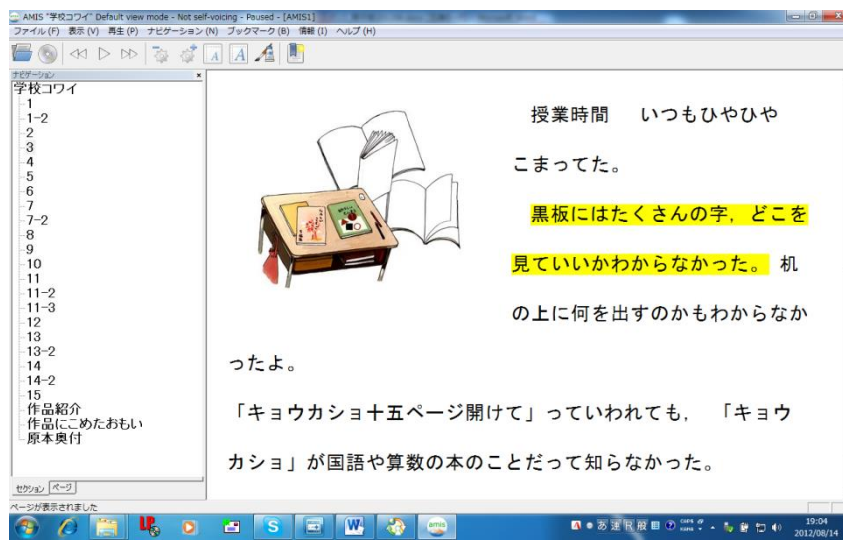 AMIS "学校コワイ" Default view mode - Not self-voicing - Paused - [AMIS1]
ファイル(F) 表示(V) 再生(P) ナビゲーション(N) ブックマーク(B) 情報(I) ヘルプ(H)
ナビゲーション
学校コワイ
1
1-2
2
3
4
5
6
7
7-2
8
9
10
11
11-2
11-3
12
13
13-2
14
14-2
15
作品紹介
作品にこめたおもい
原本奥付
セクション ページ
授業時間 いつもひやひや
こまってた。
黒板にはたくさんの字,どこを
見ていいかわからなかった。 机
の上に何を出すのかもわからなか
ったよ。
「キョウカショ十五ページ開けて」っていわれても, 「キョウ
カショ」が国語や算数の本のことだって知らなかった。
ページが表示されました
amis
A あ 連 R 般
CAPS
KANA
19:04
2012/08/14